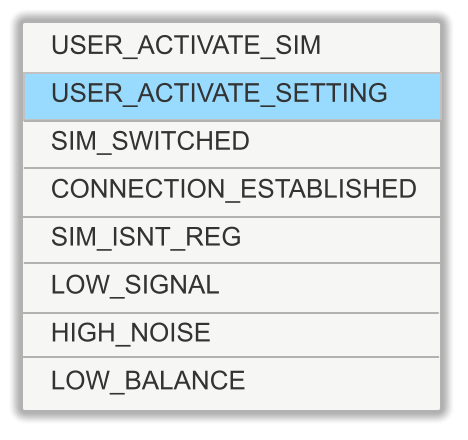 USER_ACTIVATE_SIM
USER_ACTIVATE_SETTING
SIM_SWITCHED
CONNECTION_ESTABLISHED
SIM_ISNT_REG
LOW_SIGNAL
HIGH_NOISE
LOW_BALANCE